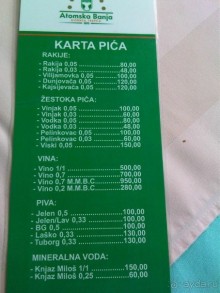 Atomska Banja
KARTA PIĆA
RAKIJE:
- Rakija 0,05 80,00
- Rakija 0,03 48,00
- Viljamovka 0,05 100,00
- Dunjevača 0,05 120,00
- Kajsijevača 0,05 120,00
ŽESTOKA PIĆA:
- Vinjak 0,05 100,00
- Vinjak 0,03 60,00
- Vodka 0,05 80,00
- Vodka 0,03 48,00
- Pelinkovac 0,05 100,00
- Pelinkovac 0,03 60,00
- Viski 0,05 150,00
VINA:
- Vino 1/1 500,00
- Vino 0,7 700,00
- Vino 0,7 M.M.B.C. 950,00
- Vino 0,2 M.M.B.C. 280,00
PIVA:
- Jelen 0,5 130,00
- Jelen/Lav 0,33 100,00
- BG 0,5 100,00
- Laško 0,33 130,00
- Tuborg 0,33 130,00
MINERALNA VODA:
- Knjaz Miloš 1/1 150,00
- Knjaz Miloš 0,25 60,00